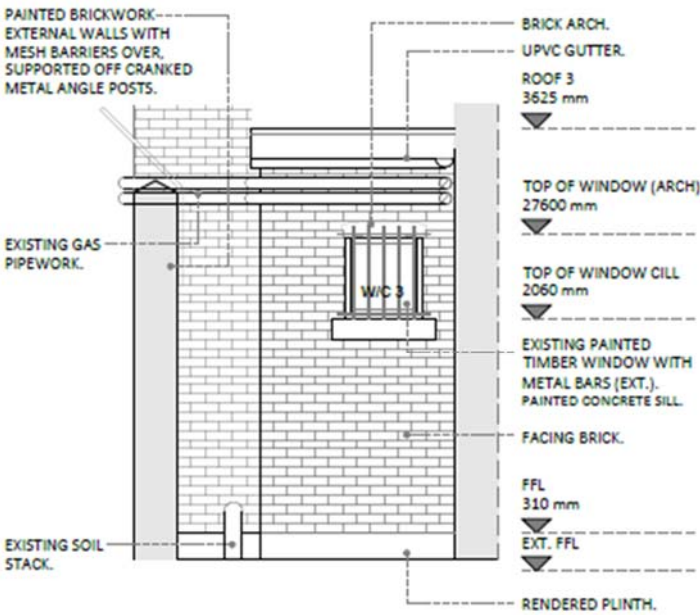 PAINTED BRICKWORK
EXTERNAL WALLS WITH
MESH BARRIERS OVER,
SUPPORTED OFF CRANKED
METAL ANGLE POSTS.
EXISTING GAS
PIPEWORK.
EXISTING SOIL
STACK.
W/C 3
BRICK ARCH.
UPVC GUTTER.
ROOF 3
3625 mm
TOP OF WINDOW (ARCH)
27600 mm
TOP OF WINDOW CILL
2060 mm
EXISTING PAINTED
TIMBER WINDOW WITH
METAL BARS (EXT.).
PAINTED CONCRETE SILL.
FACING BRICK.
FFL
310 mm
EXT. FFL
RENDERED PLINTH.